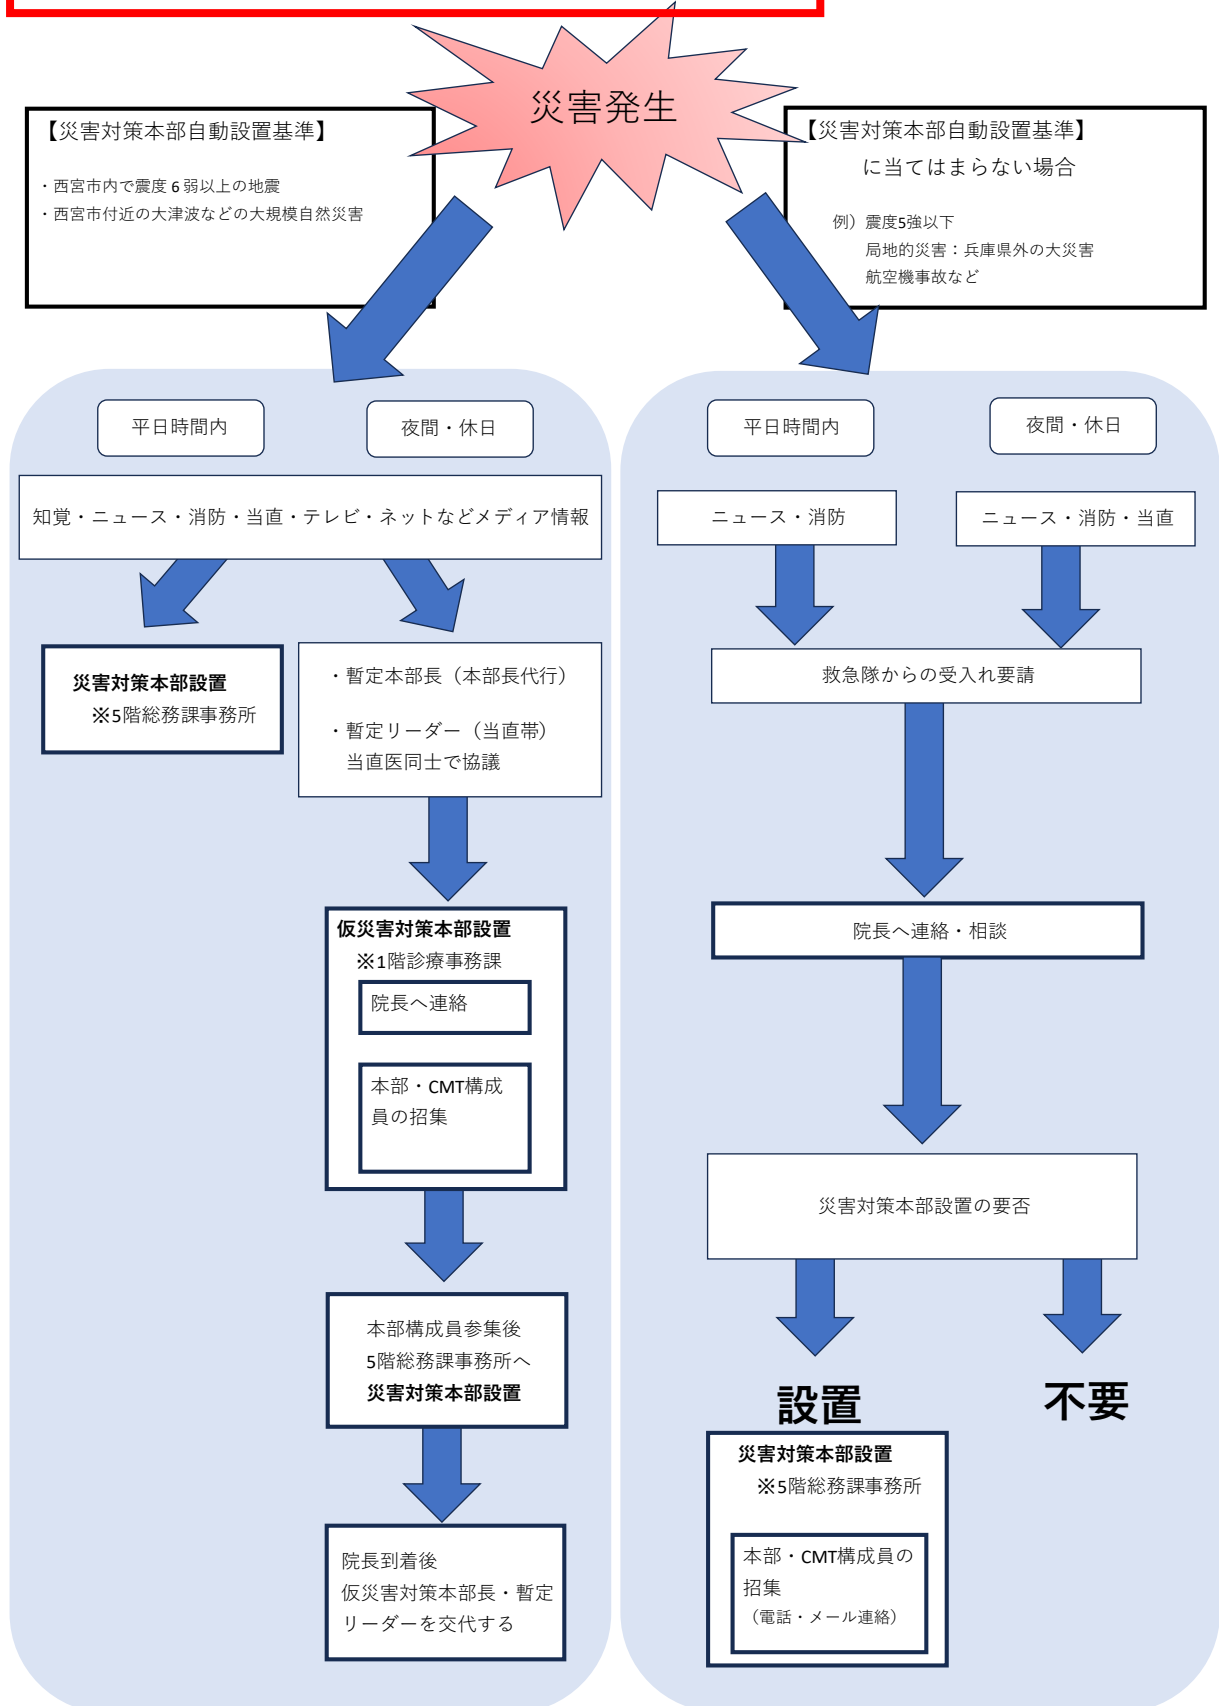 災害発生
【災害対策本部自動設置基準】
・西宮市内で震度６弱以上の地震
・西宮市付近の大津波などの大規模自然災害
【災害対策本部自動設置基準】
に当てはまらない場合
例）震度5強以下
局地的災害：兵庫県外の大災害
航空機事故など
平日時間内
夜間・休日
知覚・ニュース・消防・当直・テレビ・ネットなどメディア情報
災害対策本部設置
※5階総務課事務所
・暫定本部長（本部長代行）
・暫定リーダー（当直帯）
当直医同士で協議
仮災害対策本部設置
※1階診療事務課
院長へ連絡
本部・CMT構成
員の招集
本部構成員参集後
5階総務課事務所へ
災害対策本部設置
院長到着後
仮災害対策本部長・暫定
リーダーを交代する
平日時間内
夜間・休日
ニュース・消防
ニュース・消防・当直
救急隊からの受入れ要請
院長へ連絡・相談
災害対策本部設置の要否
設置
不要
災害対策本部設置
※5階総務課事務所
本部・CMT構成員の
招集
（電話・メール連絡）